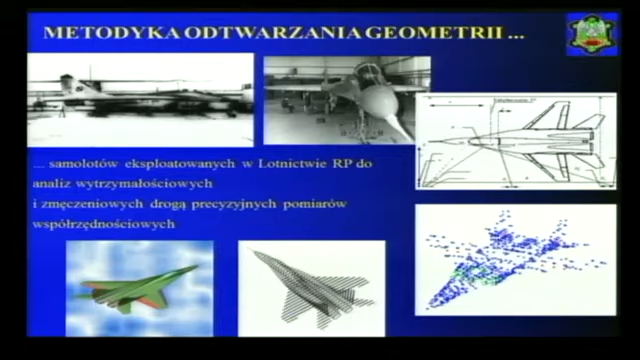 METODYKA ODTWARZANIA GEOMETRII ...
... samolotów eksploatowanych w Lotnictwie RP do
analiz wytrzymałościowych
i zmęczeniowych drogą precyzyjnych pomiarów
współrzędnościowych